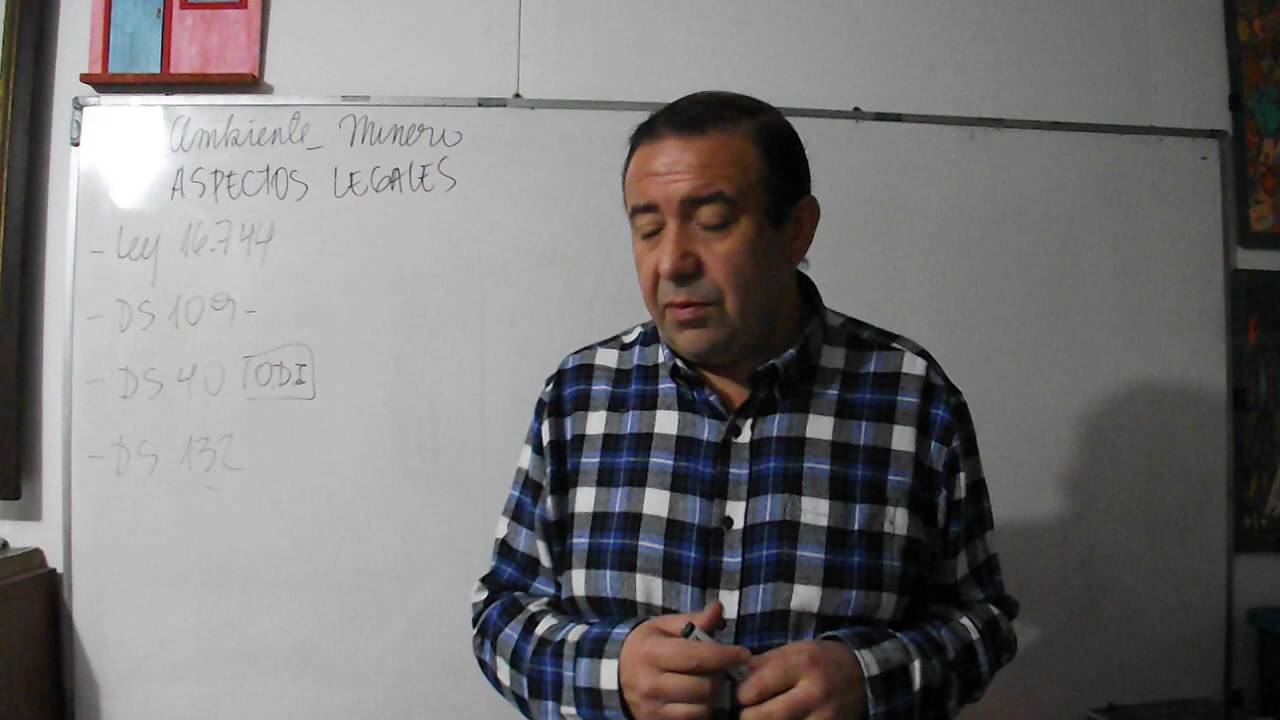 Ambiente Minero
ASPECTOS LEGALES
- Ley 16.744
- DS 109 -
- DS 40 ODI
- DS 132